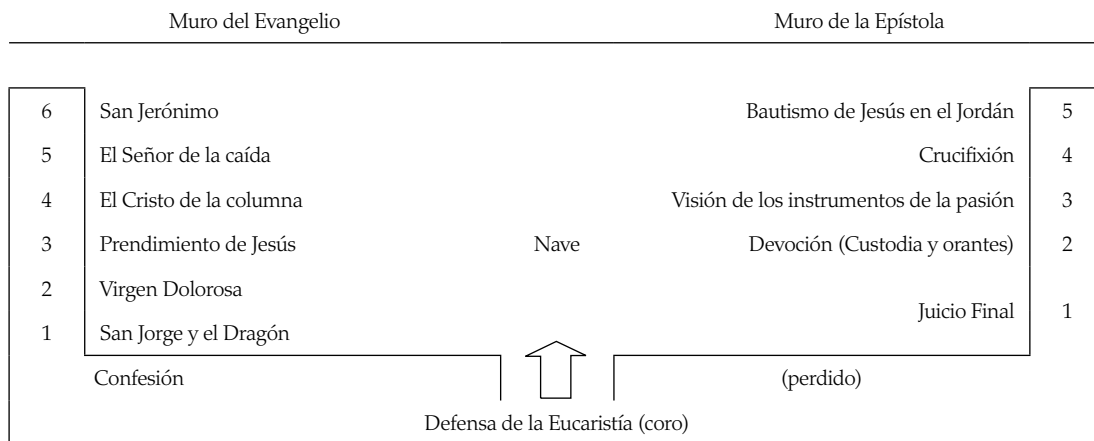 Muro del Evangelio Muro de la Epístola
6 San Jerónimo Bautismo de Jesús en el Jordán 5
5 El Señor de la caída Crucifixión 4
4 El Cristo de la columna Visión de los instrumentos de la pasión 3
3 Prendimiento de Jesús Nave Devoción (Custodia y orantes) 2
2 Virgen Dolorosa
Juicio Final 1
1 San Jorge y el Dragón
Confesión (perdido)
Defensa de la Eucaristía (coro)